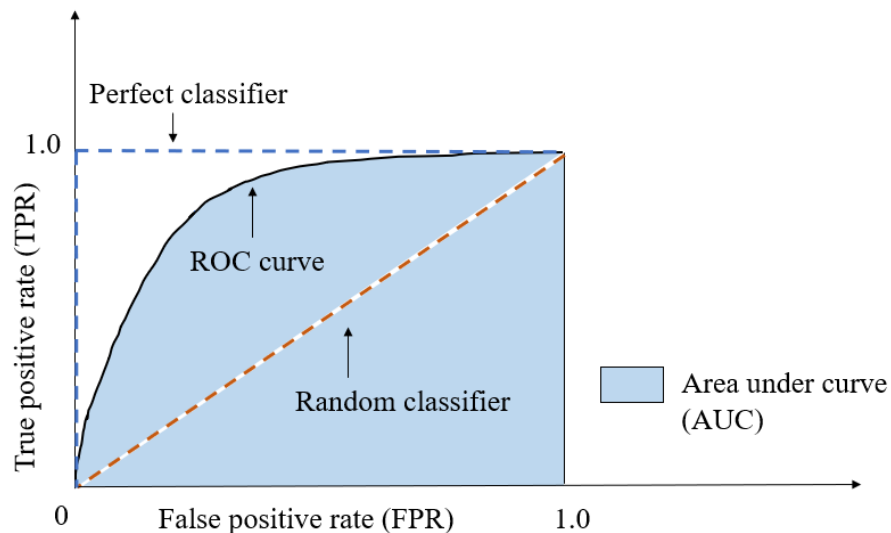 Perfect classifier
1.0
True positive rate (TPR)
ROC curve
Random classifier
Area under curve
(AUC)
0
False positive rate (FPR)
1.0